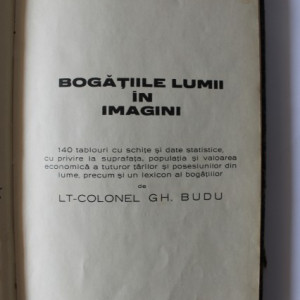 BOGĂȚIILE LUMII
ÎN
IMAGINI
140 tablouri cu schițe și date statistice,
cu privire la suprafața, populația și valoarea
economică a tuturor țărilor și posesiunilor din
lume, precum și un lexicon al bogățiilor
de
LT-COLONEL GH. BUDU